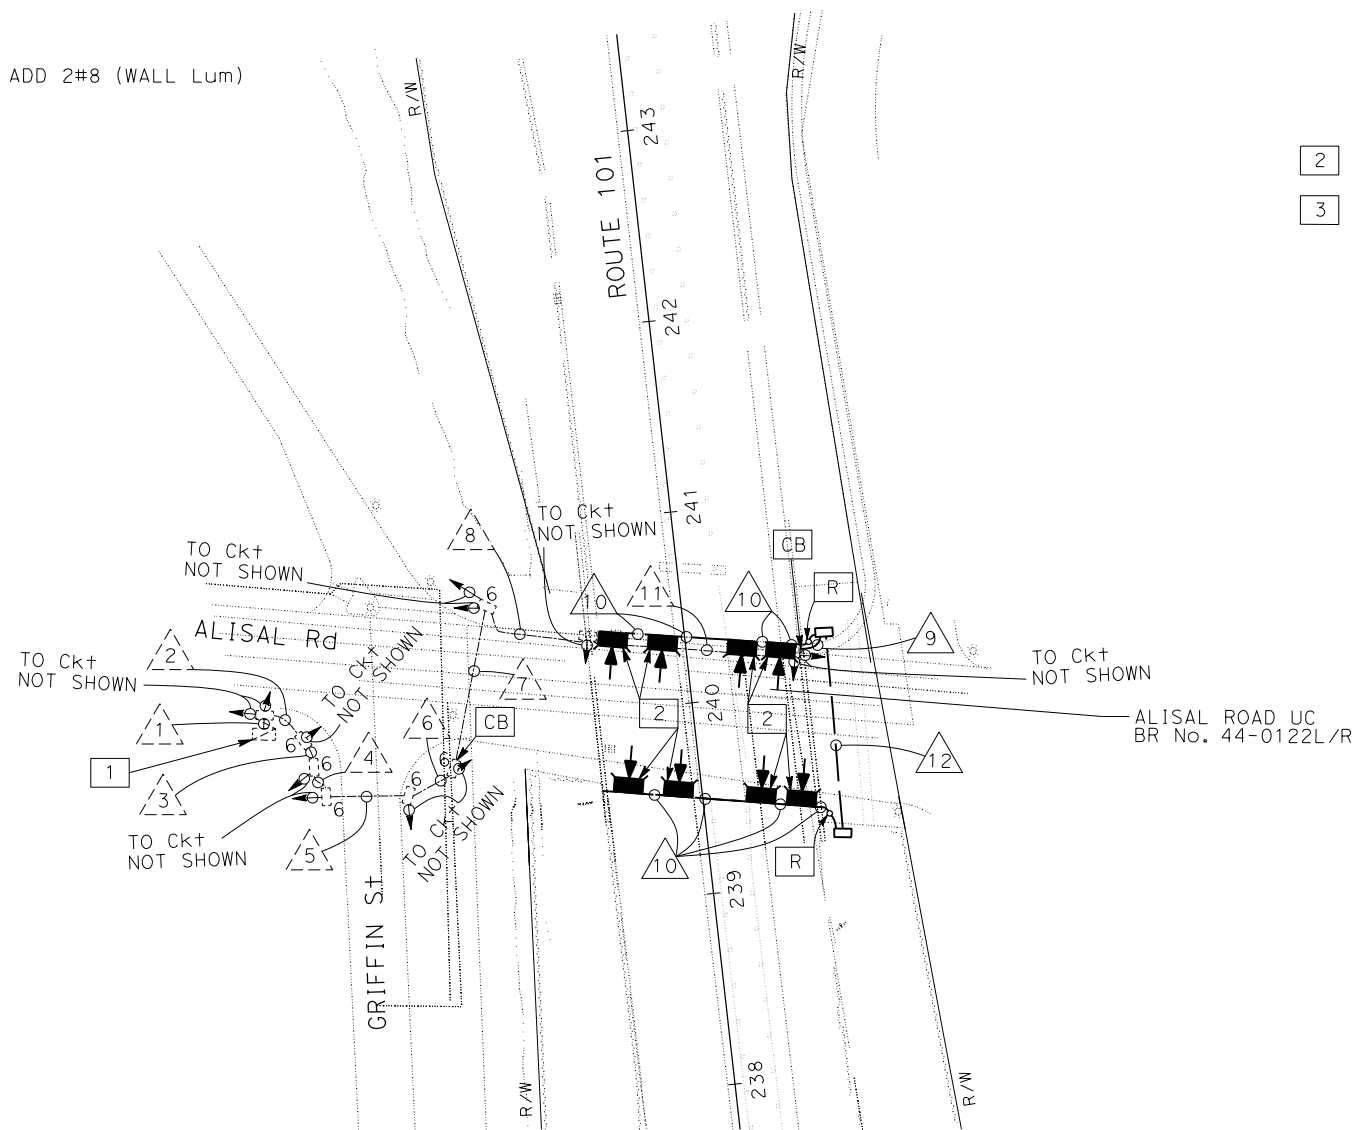 ADD 2#8 (WALL Lum)
R/W
R/W
243
2
3
ROUTE 101
242
241
TO Ckt
NOT SHOWN
8
CB
TO Ckt
NOT SHOWN
6
10
11
10
R
ALISAL Rd
9
2
TO Ckt
NOT SHOWN
TO Ckt
NOT SHOWN
TO Ckt
NOT SHOWN
7
240
1
6
CB
2
2
ALISAL ROAD UC
BR No. 44-0122L/R
6
4
6
12
1
6
6
3
6
TO Ckt
NOT SHOWN
5
TO Ckt
NOT SHOWN
10
R
239
GRIFFIN St
238
R/W
R/W